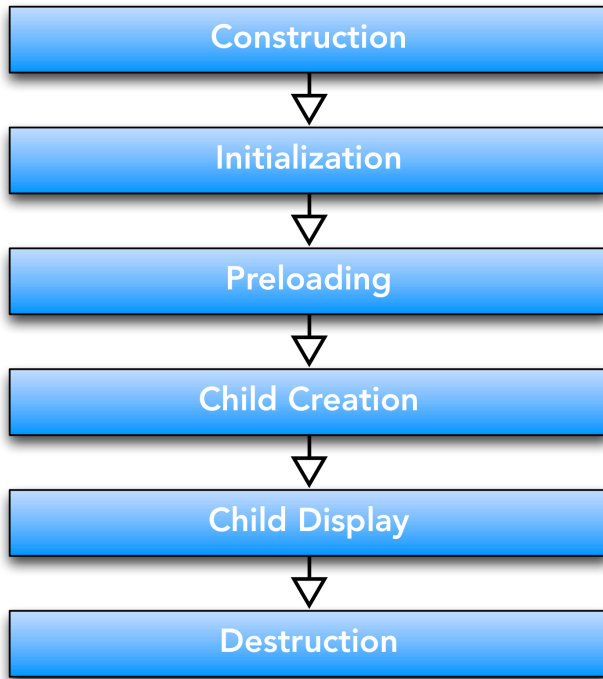 Construction
Initialization
Preloading
Child Creation
Child Display
Destruction